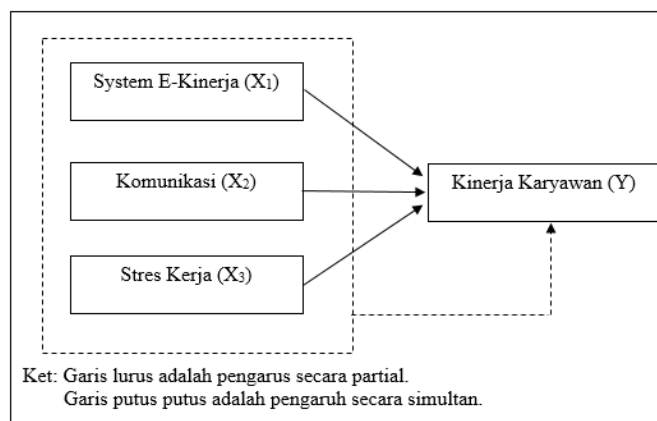 System E-Kinerja (X₁)
Komunikasi (X₂)
Kinerja Karyawan (Y)
Stres Kerja (X₃)
Ket: Garis lurus adalah pengarus secara partial.
Garis putus putus adalah pengaruh secara simultan.